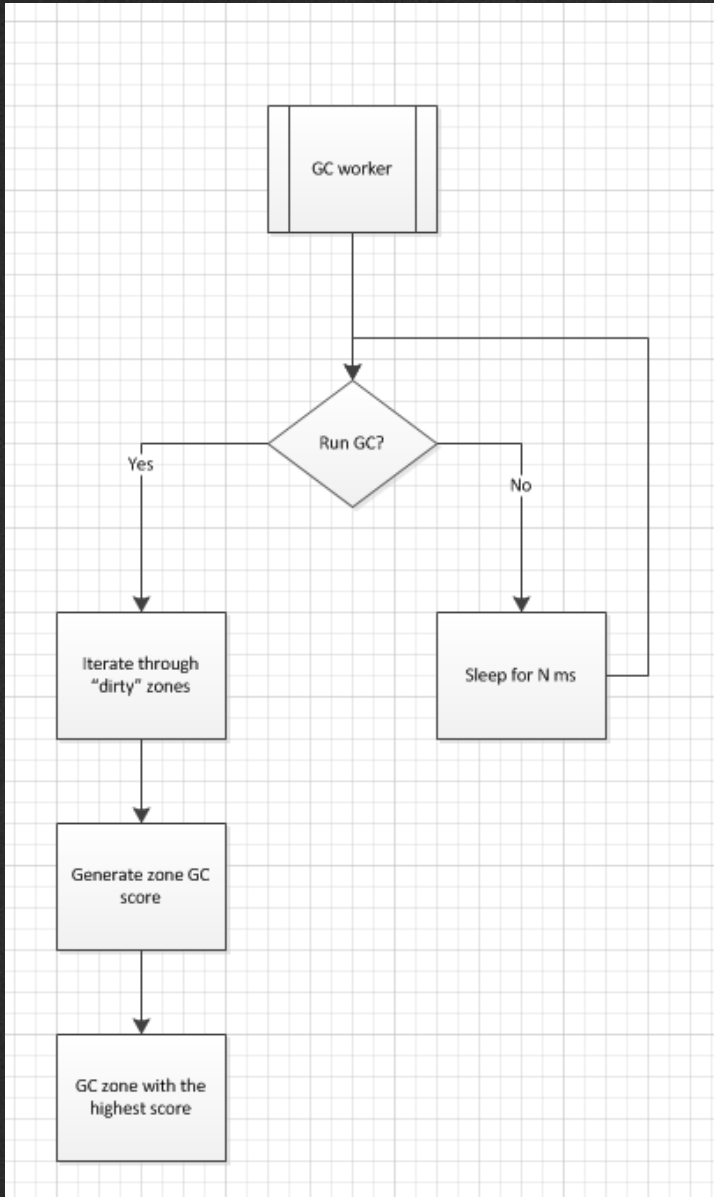 GC worker
Run GC?
Yes
No
Iterate through
“dirty” zones
Sleep for N ms
Generate zone GC
score
GC zone with the
highest score